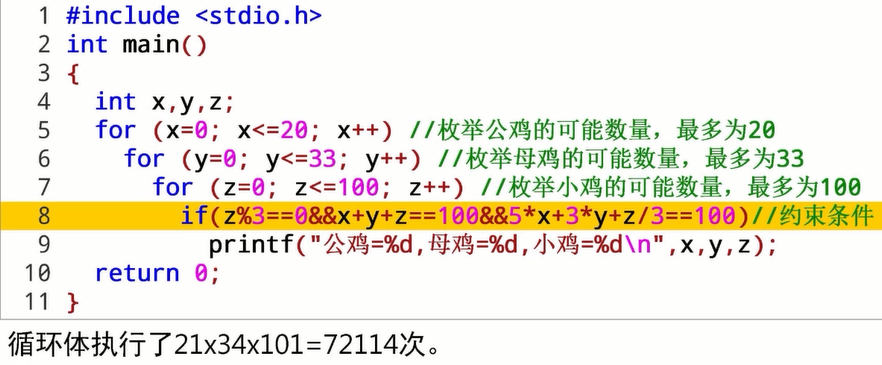 1 #include <stdio.h>
2 int main()
3 {
4   int x,y,z;
5   for (x=0; x<=20; x++) //枚举公鸡的可能数量，最多为20
6     for (y=0; y<=33; y++) //枚举母鸡的可能数量，最多为33
7       for (z=0; z<=100; z++) //枚举小鸡的可能数量，最多为100
8         if(z%3==0&&x+y+z==100&&5*x+3*y+z/3==100)//约束条件
9           printf("公鸡=%d,母鸡=%d,小鸡=%d\n",x,y,z);
10   return 0;
11 }
循环体执行了21x34x101=72114次。